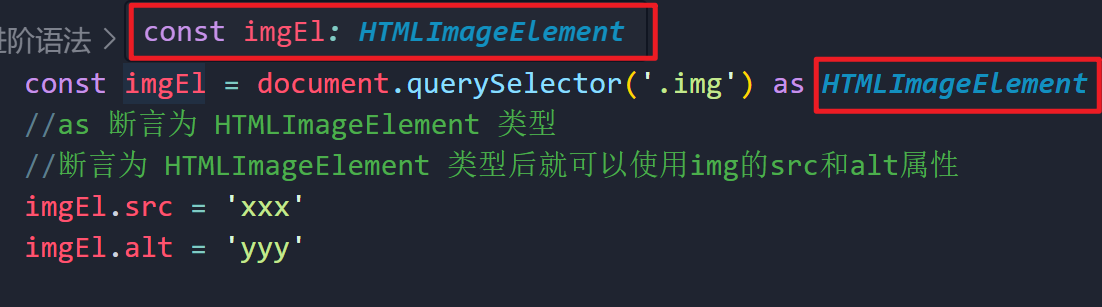 const imgEl: HTMLImageElement
进阶语法 >
const imgEl = document.querySelector('.img') as HTMLImageElement
//as 断言为 HTMLImageElement 类型
//断言为 HTMLImageElement 类型后就可以使用img的src和alt属性
imgEl.src = 'xxx'
imgEl.alt = 'yyy'